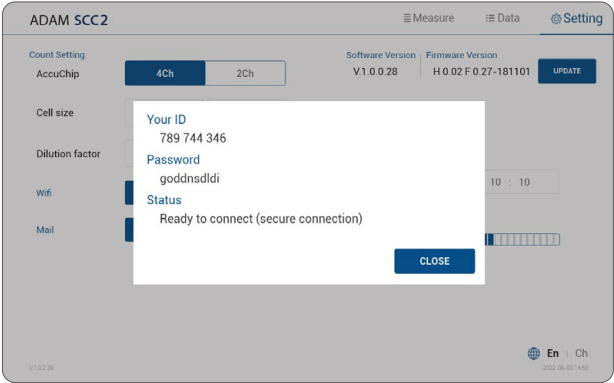 ADAM SCC2
Measure
Data
Setting
Count Setting
Software Version
Firmware Version
AccuChip
4Ch
2Ch
V.1.0.0.28
H 0.02 F 0.27-181101
UPDATE
Cell size
Your ID
789 744 346
Password
goddnsdldi
Status
Ready to connect (secure connection)
CLOSE
Dilution factor
Wifi
10 : 10
Mail
En | Ch
V1.3.2.28